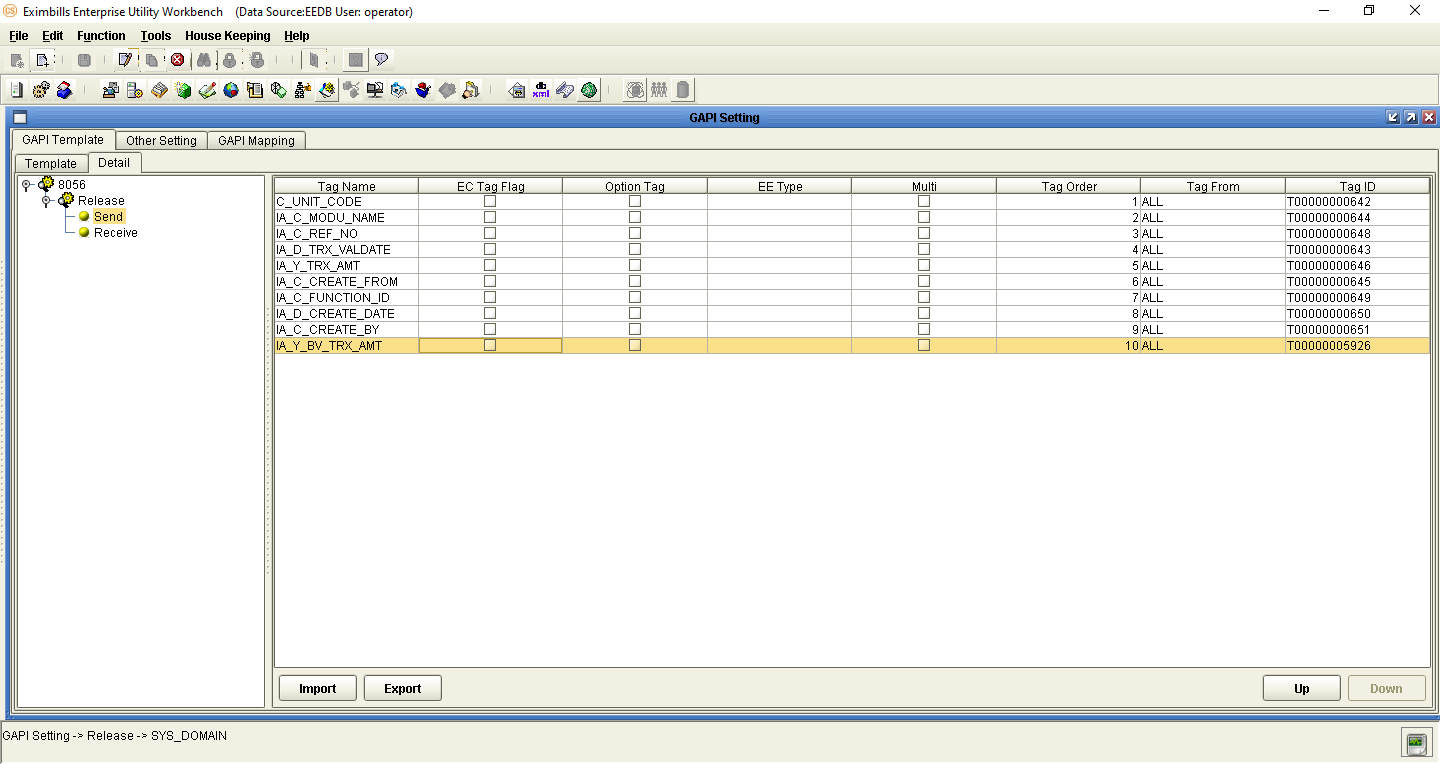 Eximbills Enterprise Utility Workbench (Data Source:EEDB User: operator)
File Edit Function Tools House Keeping Help
GAPI Setting
GAPI Template Other Setting GAPI Mapping
Template Detail
8056
Release
Send
Receive
Tag Name EC Tag Flag Option Tag EE Type Multi Tag Order Tag From Tag ID
C_UNIT_CODE 1 ALL T00000000642
IA_C_MODU_NAME 2 ALL T00000000644
IA_C_REF_NO 3 ALL T00000000648
IA_D_TRX_VALDATE 4 ALL T00000000643
IA_Y_TRX_AMT 5 ALL T00000000646
IA_C_CREATE_FROM 6 ALL T00000000645
IA_C_FUNCTION_ID 7 ALL T00000000649
IA_D_CREATE_DATE 8 ALL T00000000650
IA_C_CREATE_BY 9 ALL T00000000651
IA_Y_BV_TRX_AMT 10 ALL T00000005926
Import Export Up Down
GAPI Setting -> Release -> SYS_DOMAIN